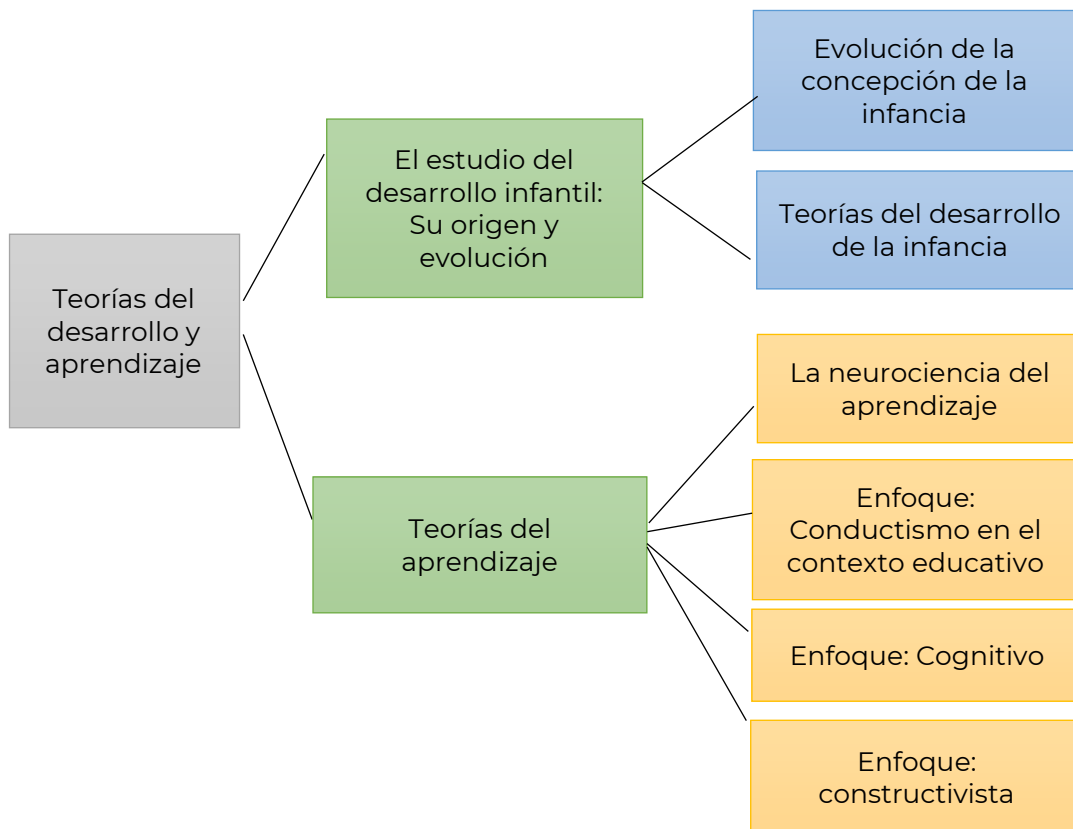 Teorías del
desarrollo y
aprendizaje
El estudio del
desarrollo infantil:
Su origen y
evolución
Evolución de la
concepción de la
infancia
Teorías del desarrollo
de la infancia
Teorías del
aprendizaje
La neurociencia del
aprendizaje
Enfoque:
Conductismo en el
contexto educativo
Enfoque: Cognitivo
Enfoque:
constructivista